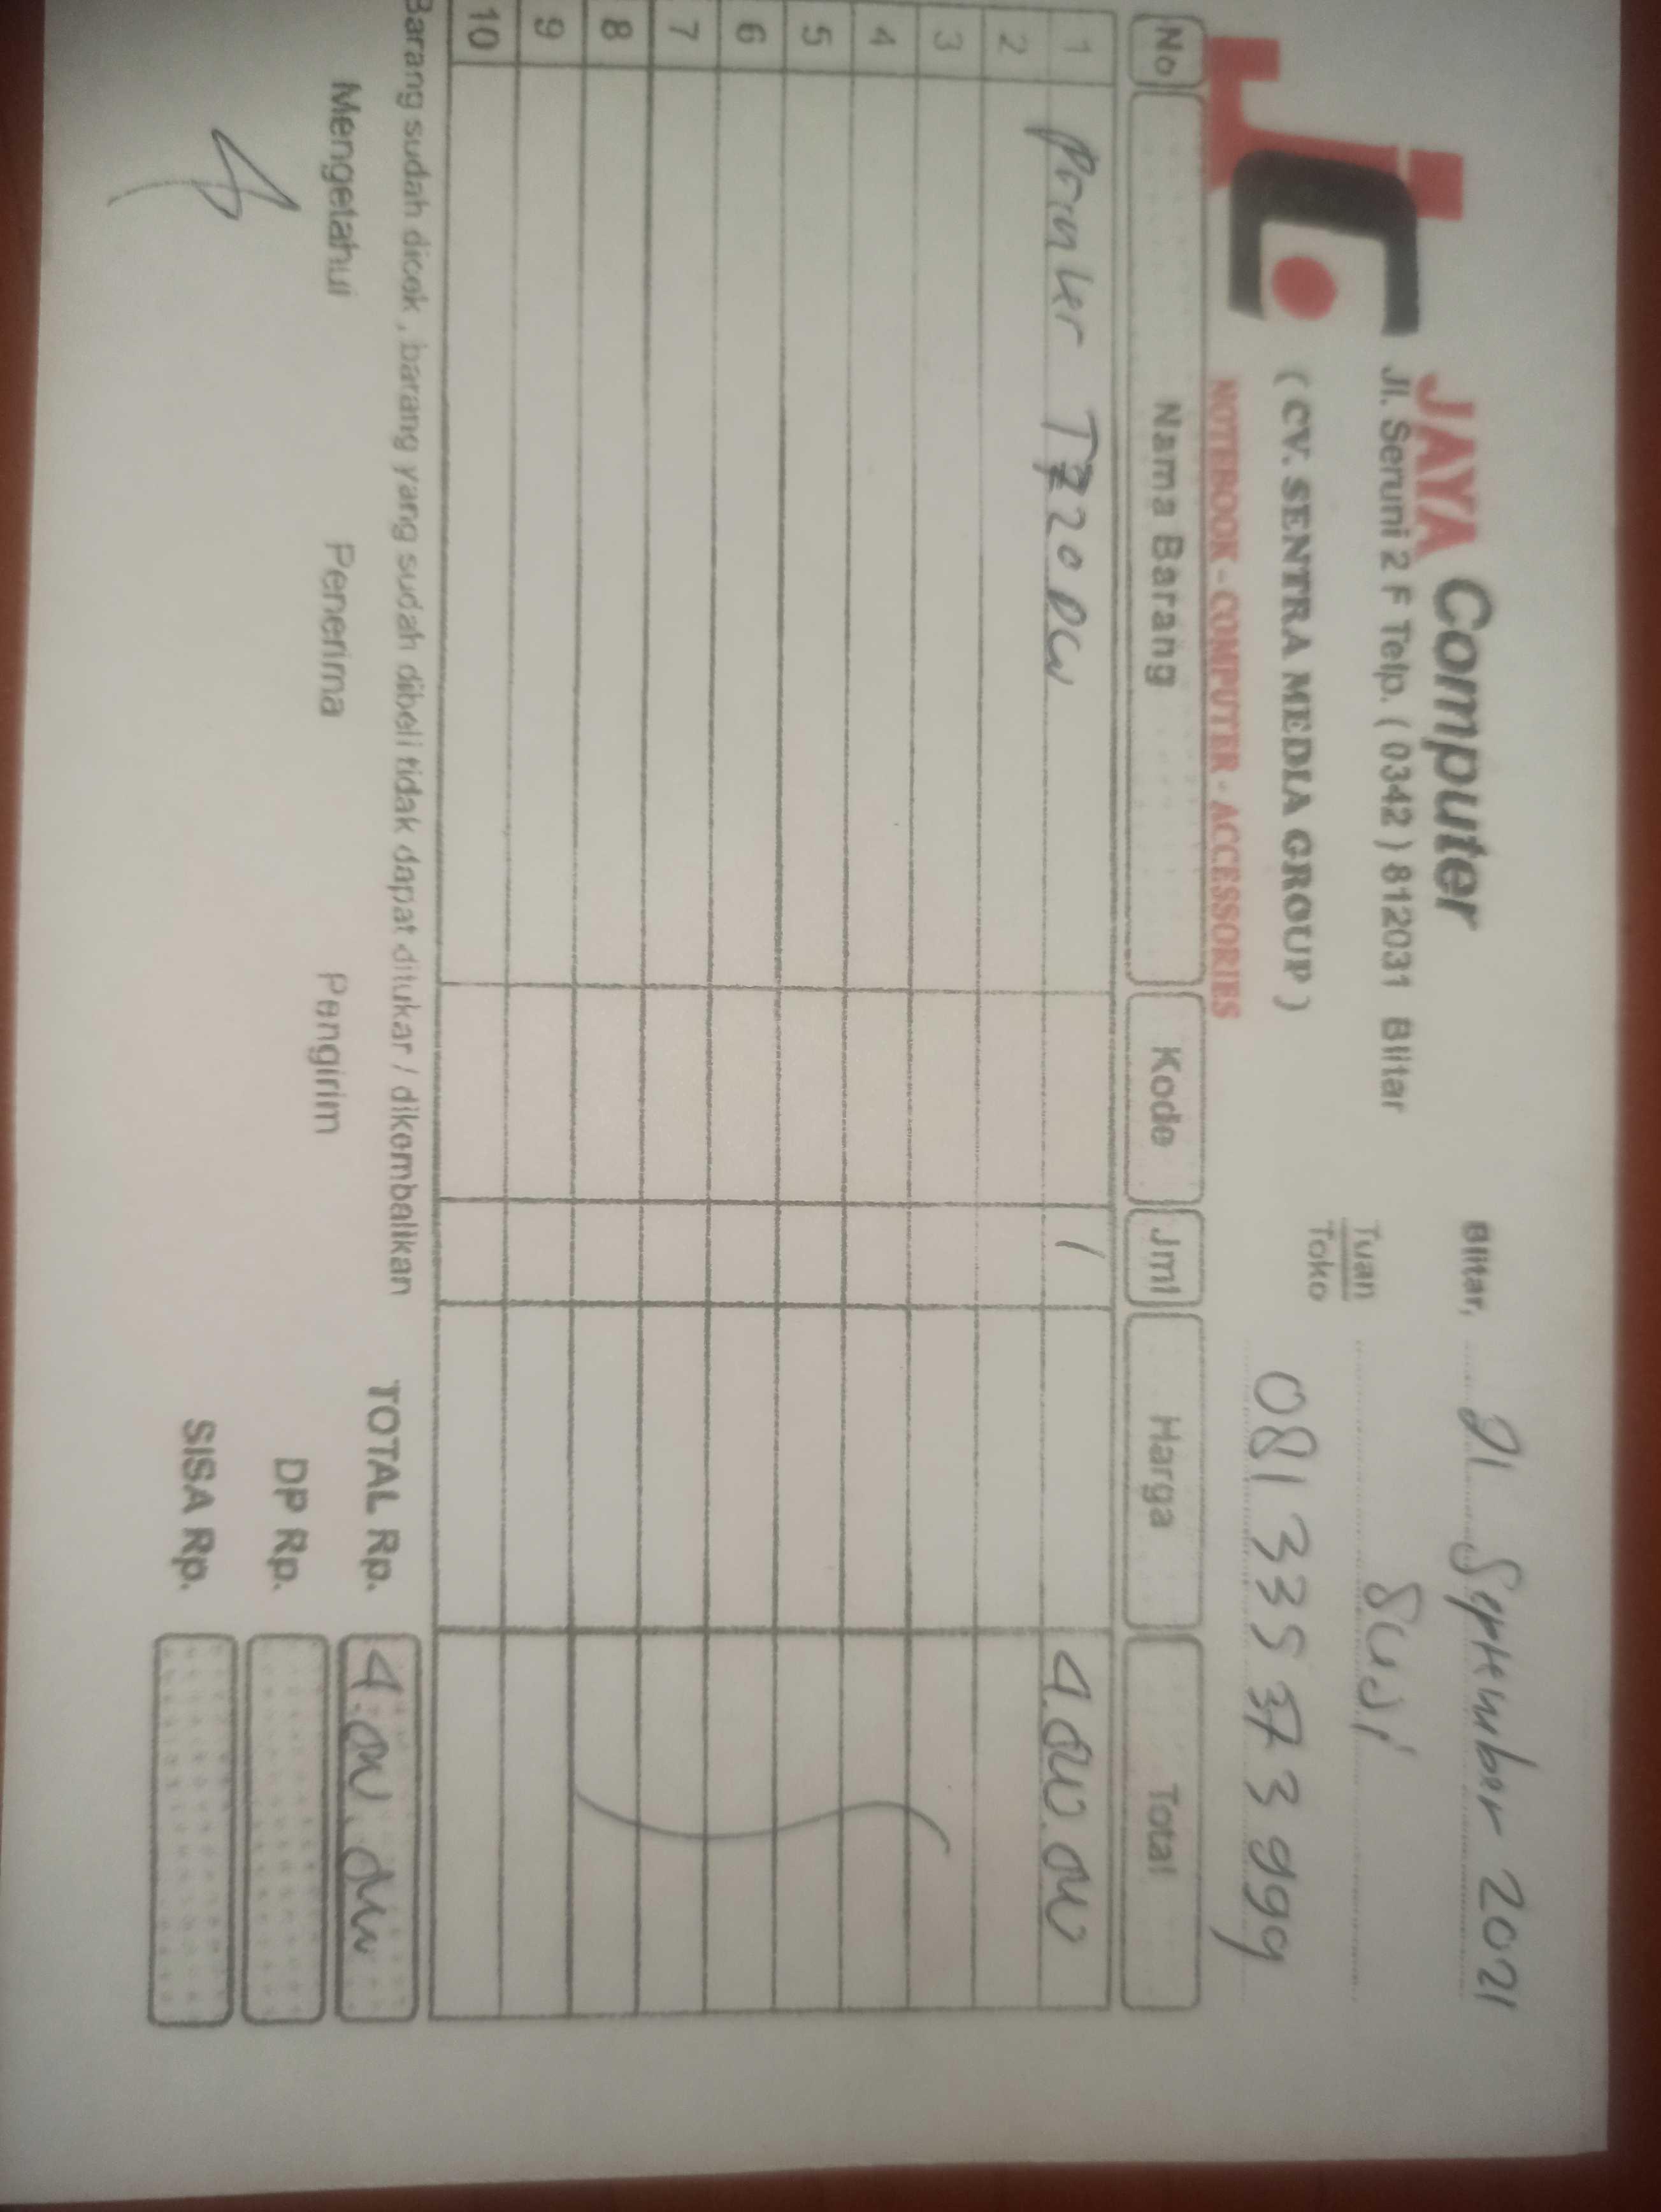 JAYA Computer
Jl. Seruni 2 F Telp. ( 0342 ) 812031 Blitar
( CV. SENTRA MEDIA GROUP )
NOTEBOOK - COMPUTER - ACCESSORIES
Blitar, 21 September 2021
Tuan
Toko
Budi
081 335 373 999
No Nama Barang Kode Jml Harga Total
1 Printer T720DW 1 4.000.000
2
3
4
5
6
7
8
9
10
Barang sudah dicek , barang yang sudah dibeli tidak dapat ditukar / dikembalikan
Mengetahui Penerima Pengirim
TOTAL Rp. 4.000.000
DP Rp.
SISA Rp.